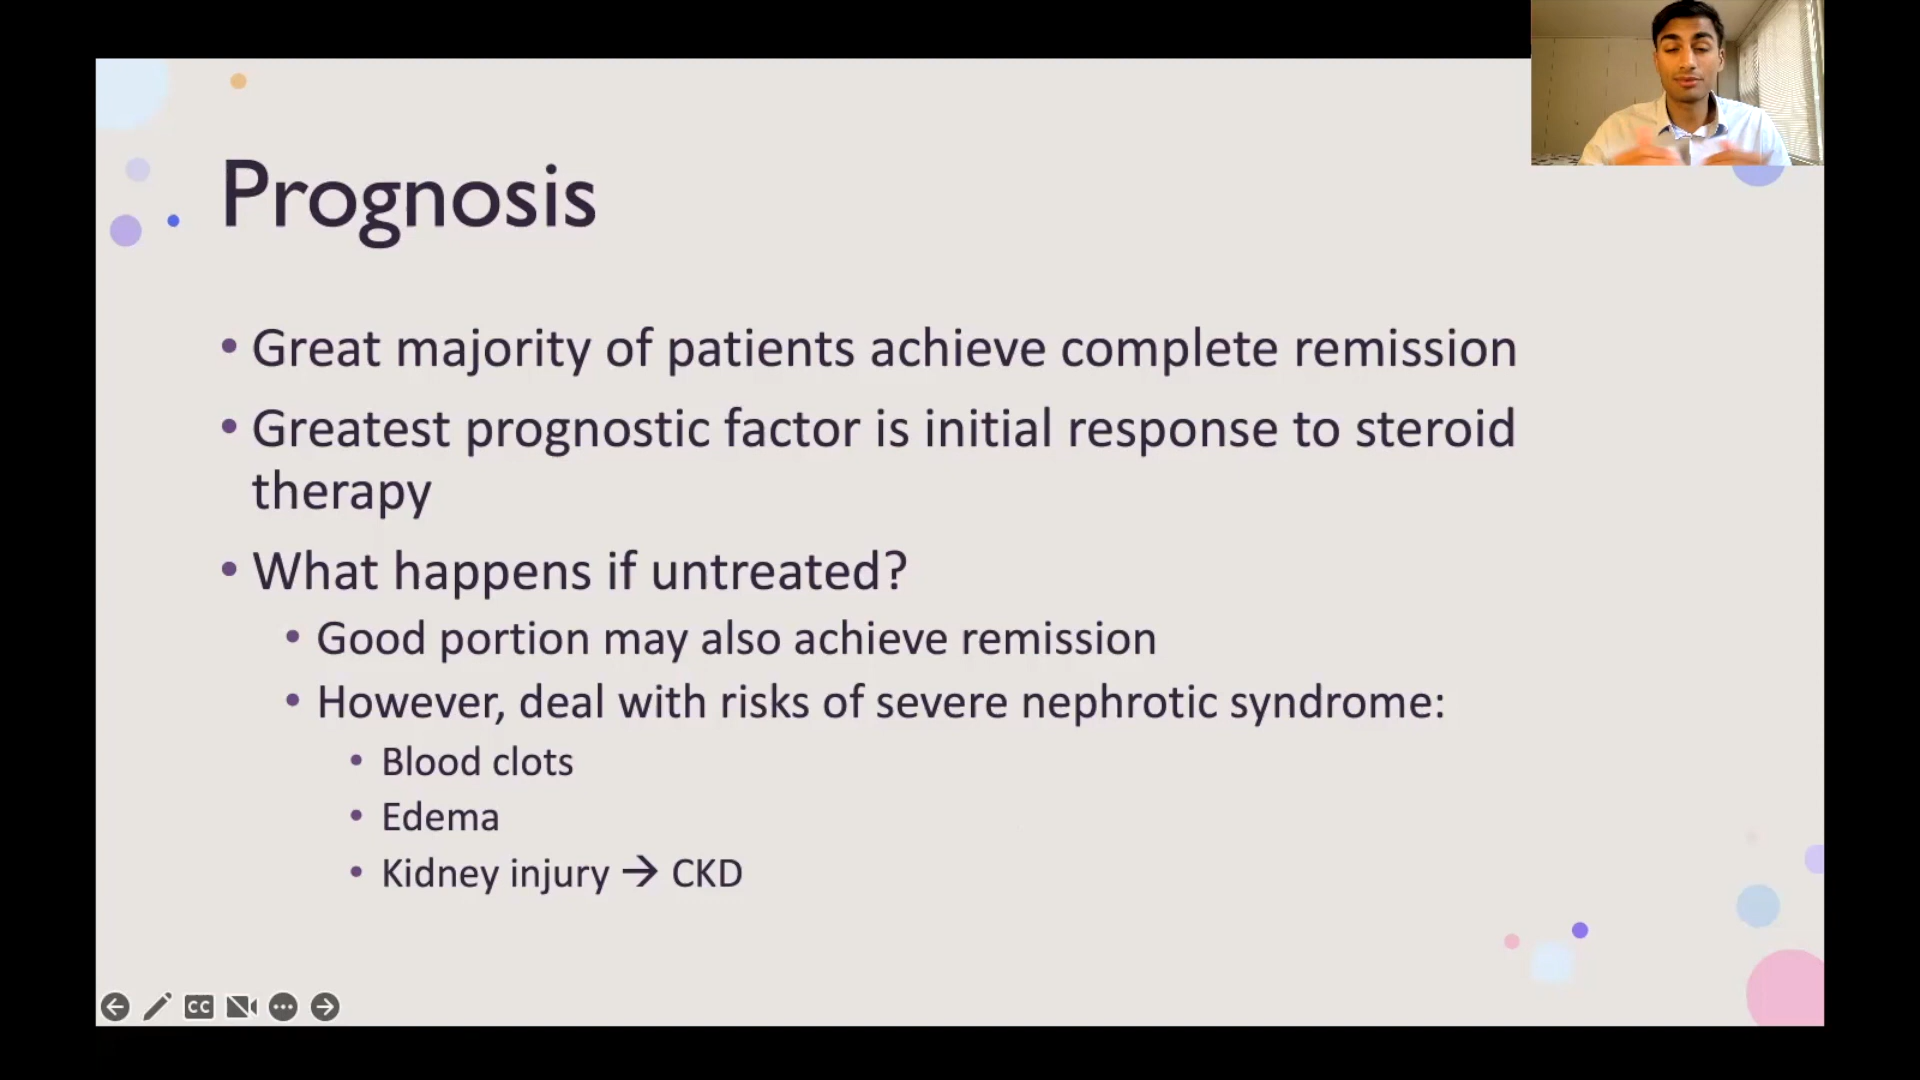 Prognosis
• Great majority of patients achieve complete remission
• Greatest prognostic factor is initial response to steroid
therapy
• What happens if untreated?
• Good portion may also achieve remission
• However, deal with risks of severe nephrotic syndrome:
• Blood clots
• Edema
• Kidney injury → CKD
CC